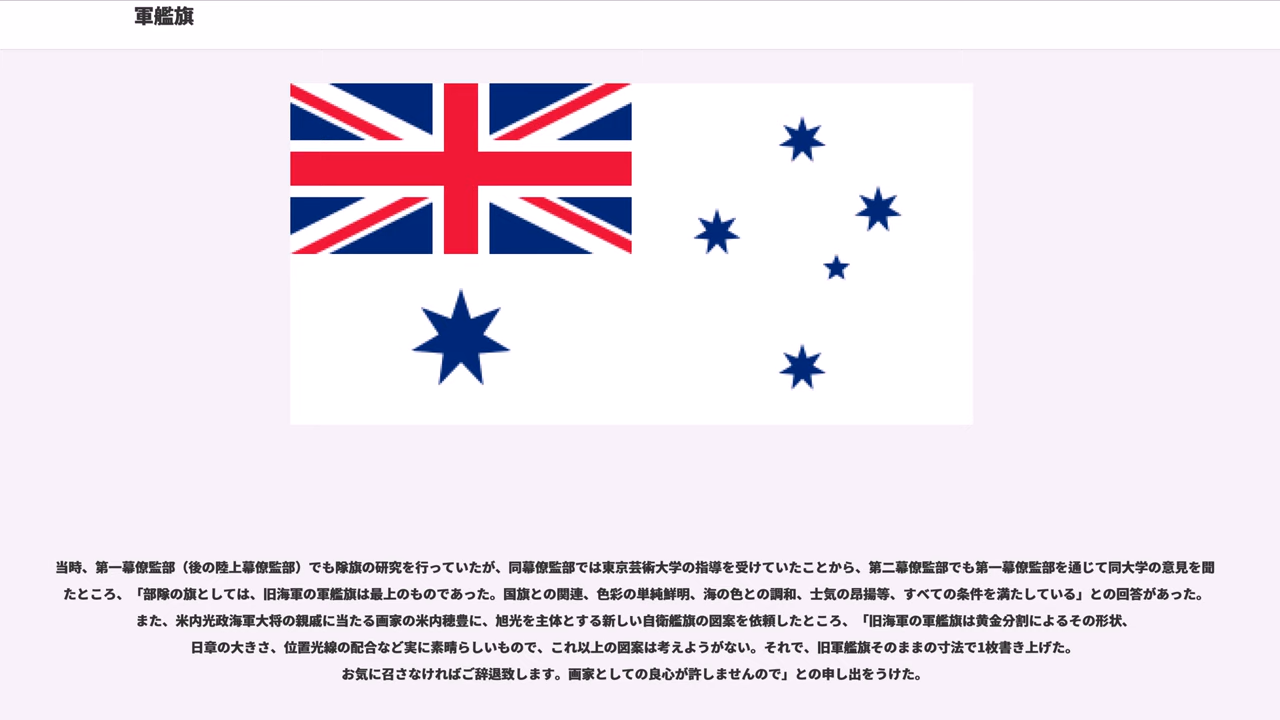 軍艦旗
当時、第一幕僚監部（後の陸上幕僚監部）でも隊旗の研究を行っていたが、同幕僚監部では東京芸術大学の指導を受けていたことから、第二幕僚監部でも第一幕僚監部を通じて同大学の意見を聞
たところ、「部隊の旗としては、旧海軍の軍艦旗は最上のものであった。国旗との関連、色彩の単純鮮明、海の色との調和、士気の昂揚等、すべての条件を満たしている」との回答があった。
また、米内光政海軍大将の親戚に当たる画家の米内穂豊に、旭光を主体とする新しい自衛艦旗の図案を依頼したところ、「旧海軍の軍艦旗は黄金分割によるその形状、
日章の大きさ、位置光線の配合など実に素晴らしいもので、これ以上の図案は考えようがない。それで、旧軍艦旗そのままの寸法で1枚書き上げた。
お気に召さなければご辞退致します。画家としての良心が許しませんので」との申し出をうけた。